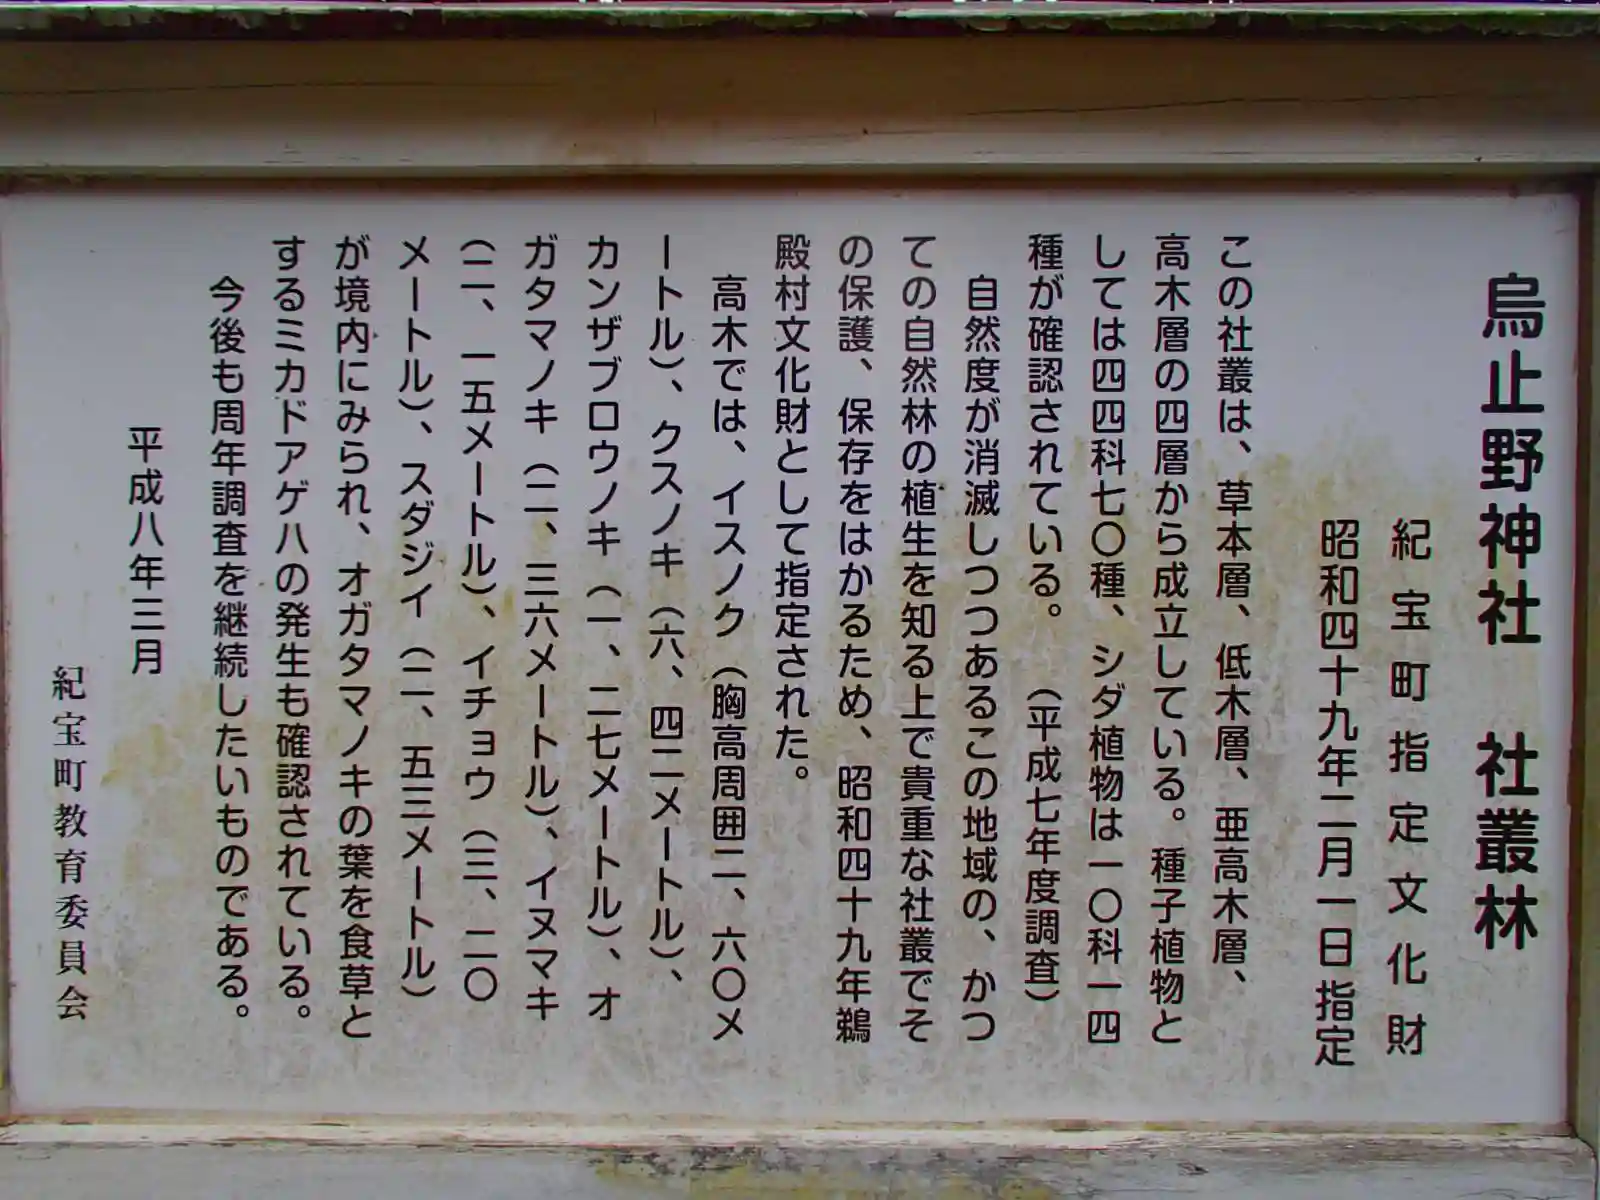 烏止野神社　社叢林
紀宝町指定文化財
昭和四十九年二月一日指定
この社叢は、草本層、低木層、亜高木層、
高木層の四層から成立している。種子植物と
しては四四科七〇種、シダ植物は一〇科一四
種が確認されている。（平成七年度調査）
自然度が消滅しつつあるこの地域の、かつ
ての自然林の植生を知る上で貴重な社叢でそ
の保護、保存をはかるため、昭和四十九年鵜
殿村文化財として指定された。
高木では、イスノク（胸高周囲二、六〇メ
ートル）、クスノキ（六、四二メートル）、
カンザブロウノキ（一、二七メートル）、オ
ガタマノキ（二、三六メートル）、イヌマキ
（二、一五メートル）、イチョウ（三、二〇
メートル）、スダジイ（二、五三メートル）
が境内にみられ、オガタマノキの葉を食草と
するミカドアゲハの発生も確認されている。
今後も周年調査を継続したいものである。
平成八年三月
紀宝町教育委員会